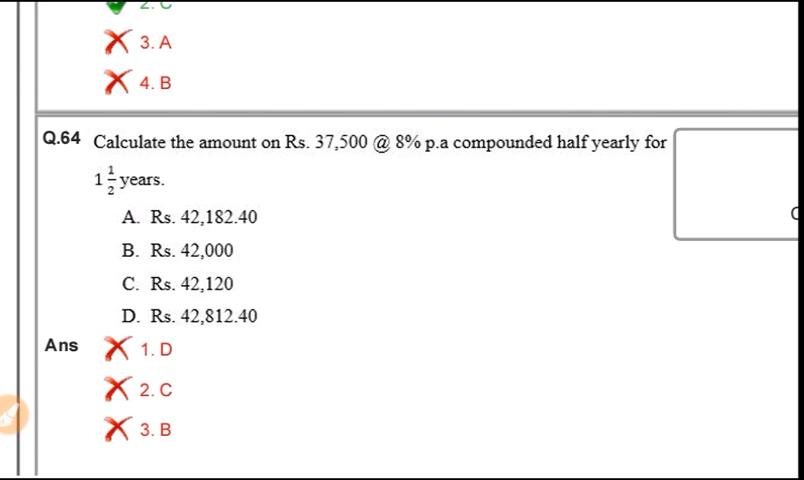 2. C
3. A
4. B
Q.64 Calculate the amount on Rs. 37,500 @ 8% p.a compounded half yearly for
1 1/2 years.
A. Rs. 42,182.40
B. Rs. 42,000
C. Rs. 42,120
D. Rs. 42,812.40
Ans 1. D
2. C
3. B